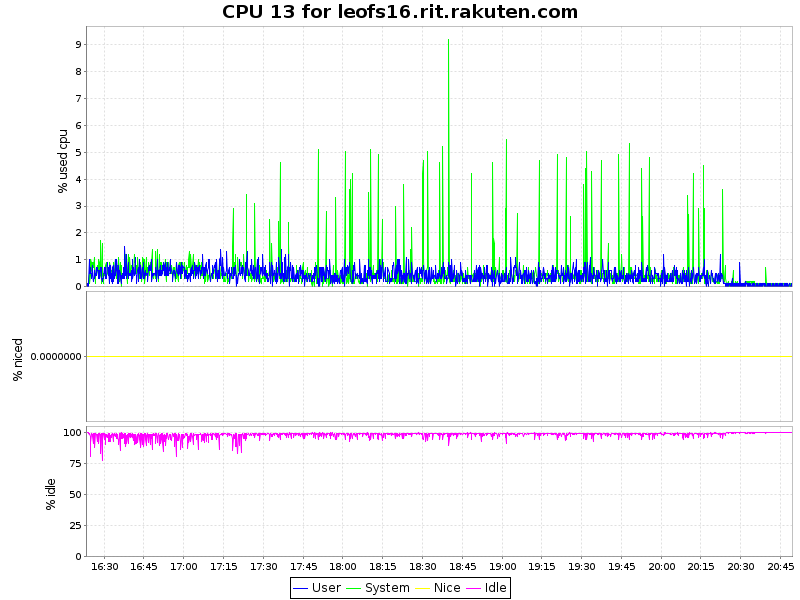 CPU 13 for leofs16.rit.rakuten.com
% used cpu
9
8
7
6
5
4
3
2
1
0
% niced
0.0000000
% idle
100
75
50
25
0
16:30 16:45 17:00 17:15 17:30 17:45 18:00 18:15 18:30 18:45 19:00 19:15 19:30 19:45 20:00 20:15 20:30 20:45
User System Nice Idle